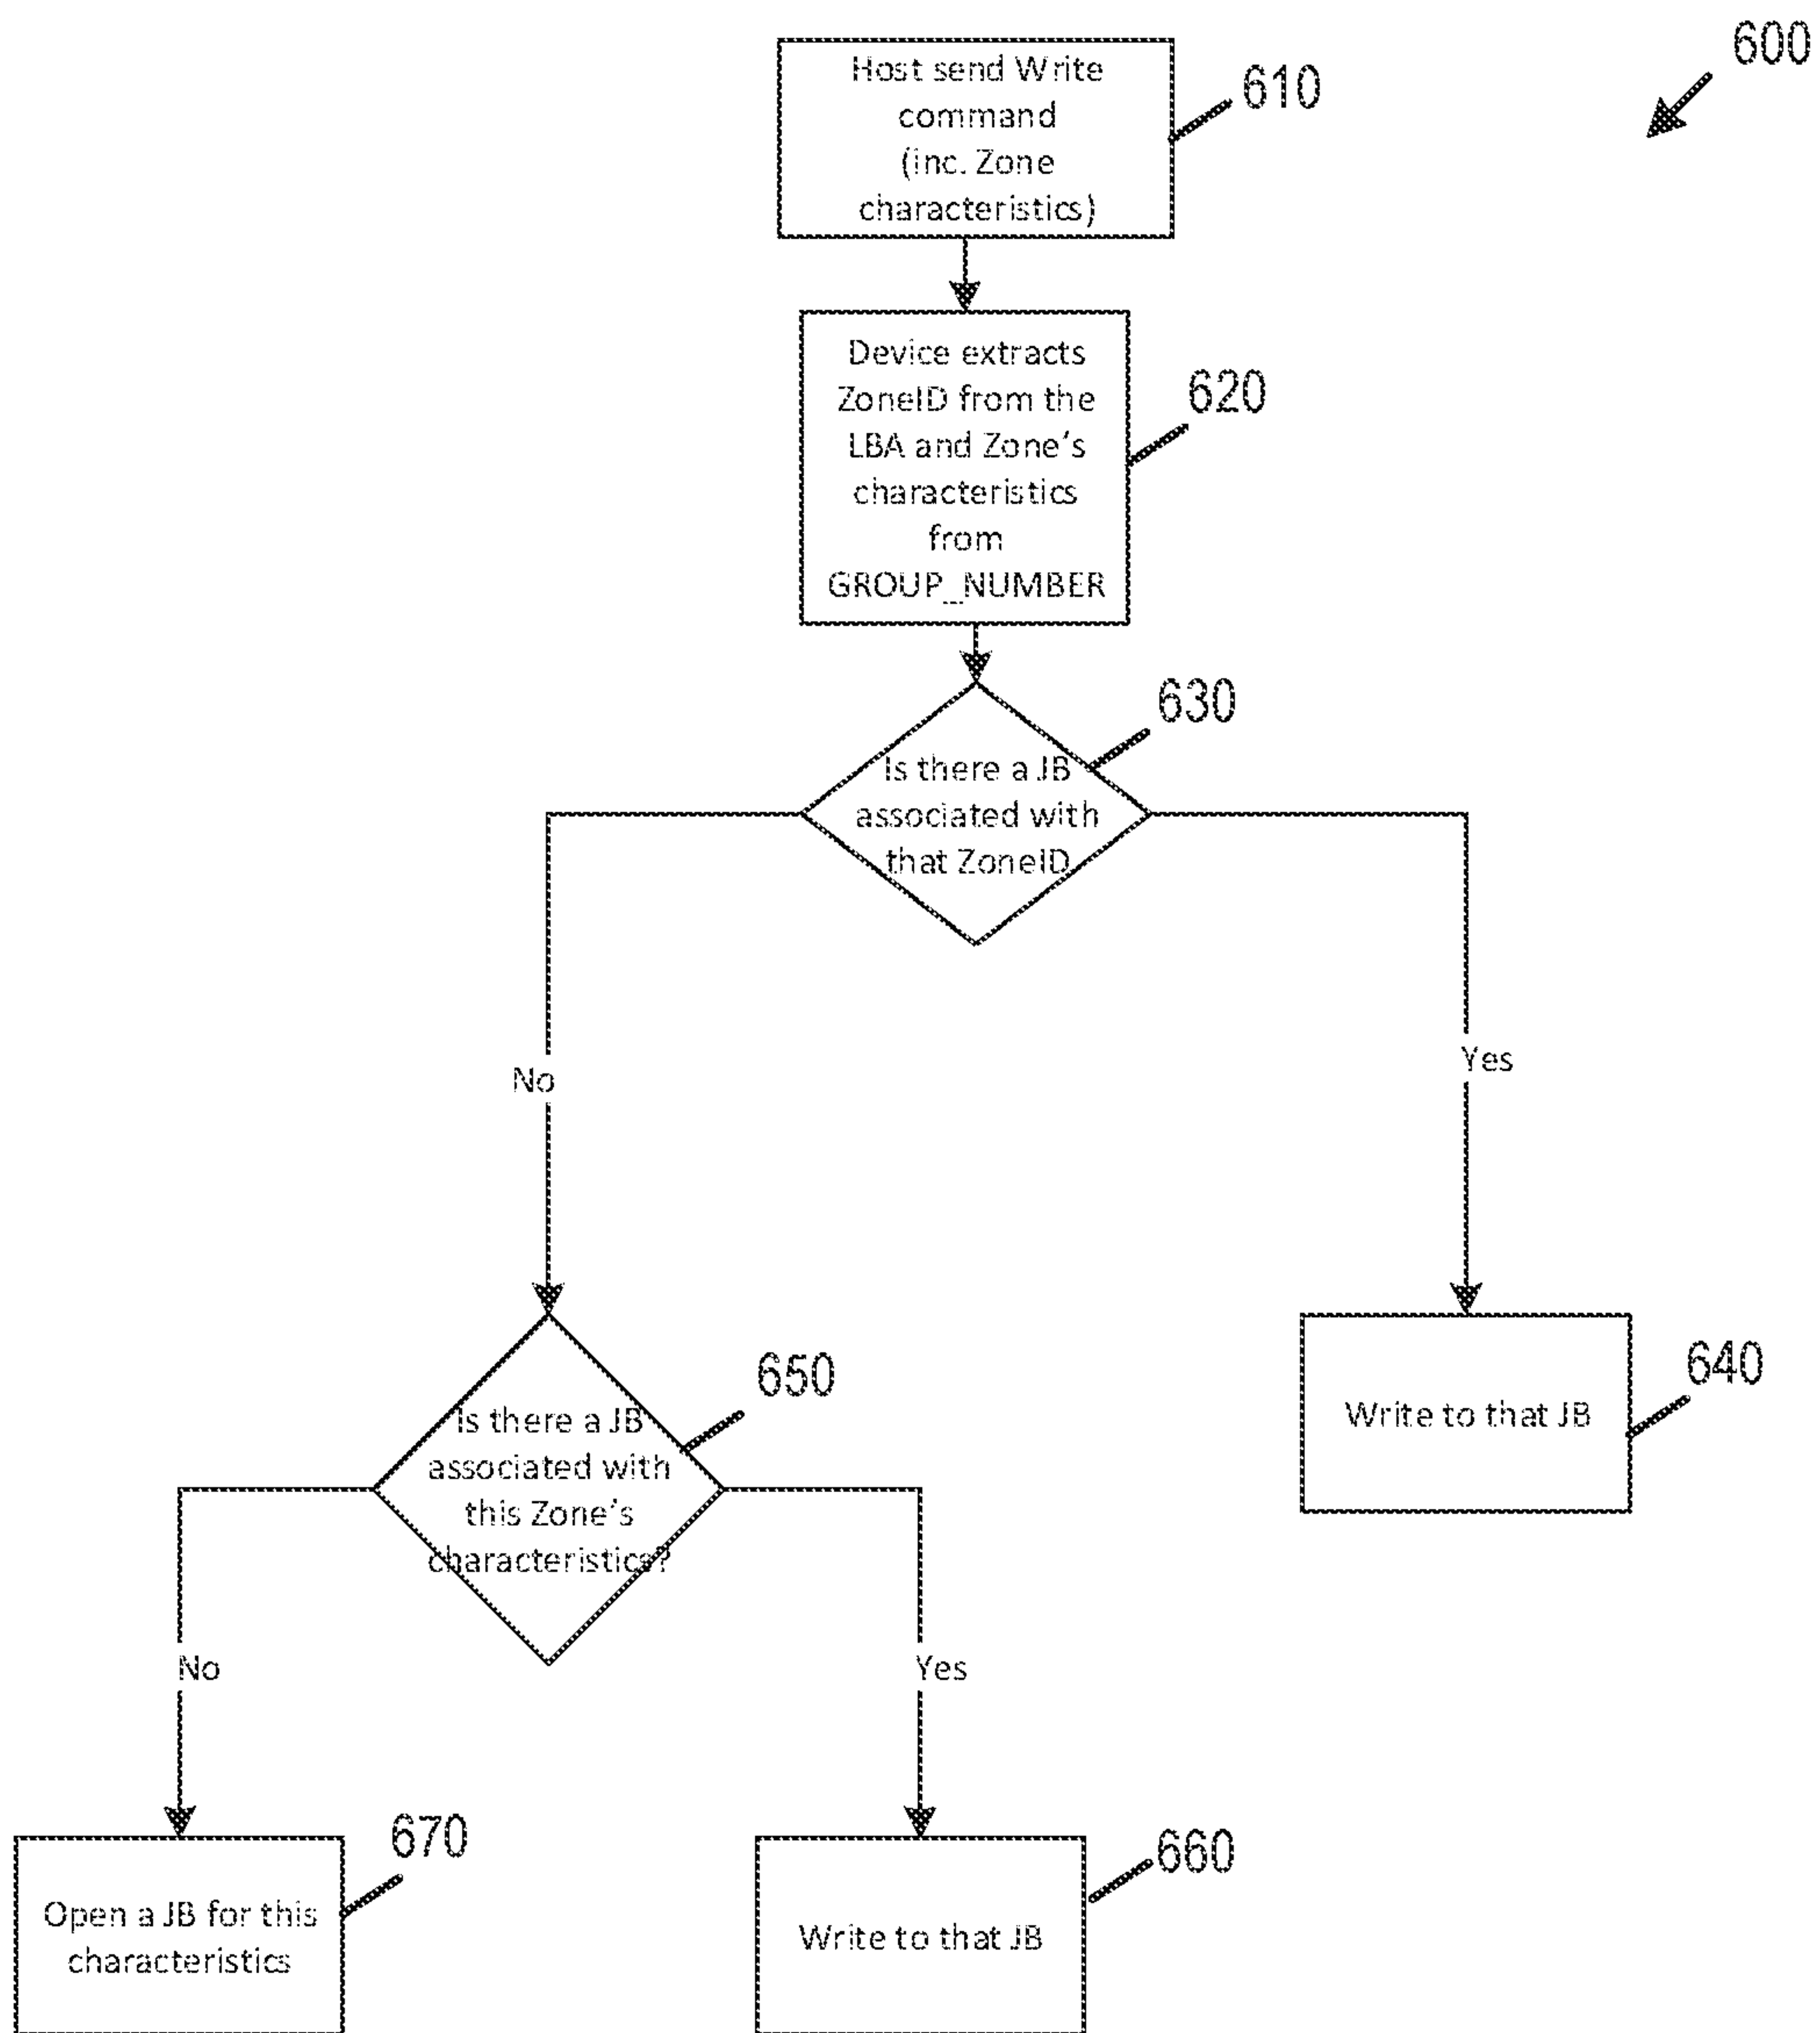 600
Host send Write
command
(inc. Zone
characteristics)
610
Device extracts
ZoneID from the
LBA and Zone's
characteristics
from
GROUP_NUMBER
620
630
Is there a JB
associated with
that ZoneID
No
Yes
650
Is there a JB
associated with
this Zone's
characteristics?
640
Write to that JB
No
Yes
670
Open a JB for this
characteristics
660
Write to that JB